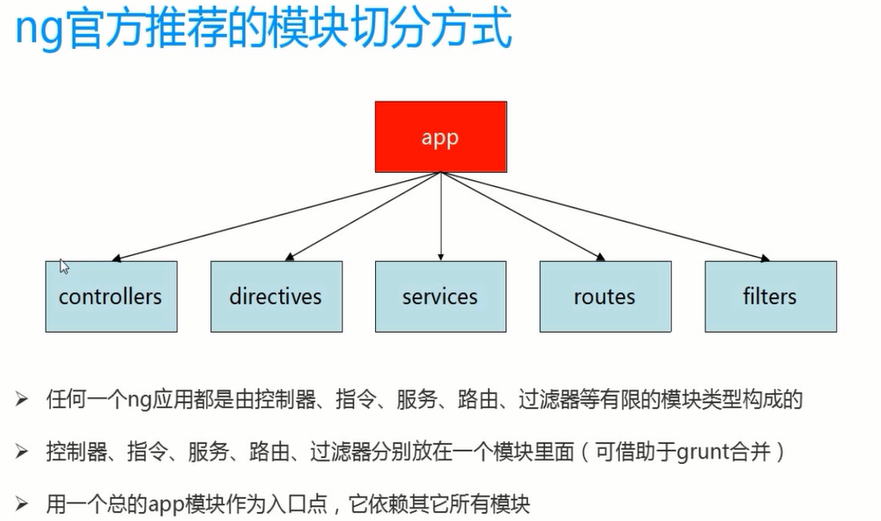 ng官方推荐的模块切分方式
app
controllers directives services routes filters
任何一个ng应用都是由控制器、指令、服务、路由、过滤器等有限的模块类型构成的
控制器、指令、服务、路由、过滤器分别放在一个模块里面（可借助于grunt合并）
用一个总的app模块作为入口点，它依赖其它所有模块